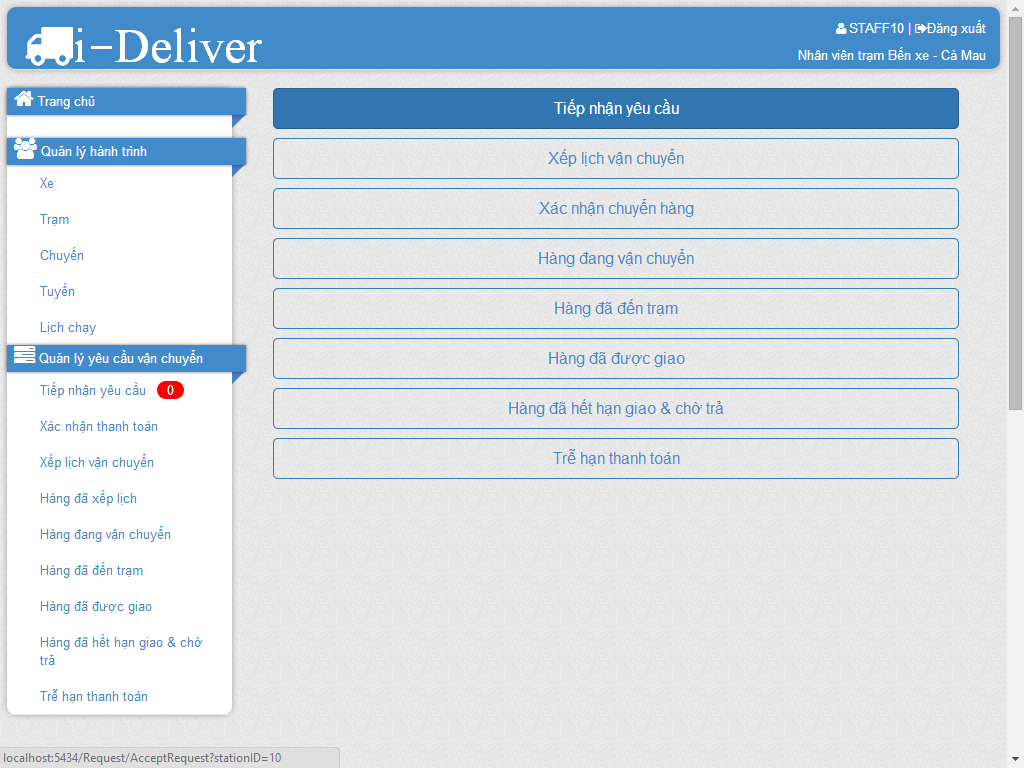 i-Deliver
STAFF10 | Đăng xuất
Nhân viên trạm Bến xe - Cà Mau
Trang chủ
Quản lý hành trình
Xe
Trạm
Chuyến
Tuyến
Lịch chạy
Quản lý yêu cầu vận chuyển
Tiếp nhận yêu cầu 0
Xác nhận thanh toán
Xếp lịch vận chuyển
Hàng đã xếp lịch
Hàng đang vận chuyển
Hàng đã đến trạm
Hàng đã được giao
Hàng đã hết hạn giao & chờ
trả
Trễ hạn thanh toán
Tiếp nhận yêu cầu
Xếp lịch vận chuyển
Xác nhận chuyển hàng
Hàng đang vận chuyển
Hàng đã đến trạm
Hàng đã được giao
Hàng đã hết hạn giao & chờ trả
Trễ hạn thanh toán
localhost:5434/Request/AcceptRequest?stationID=10